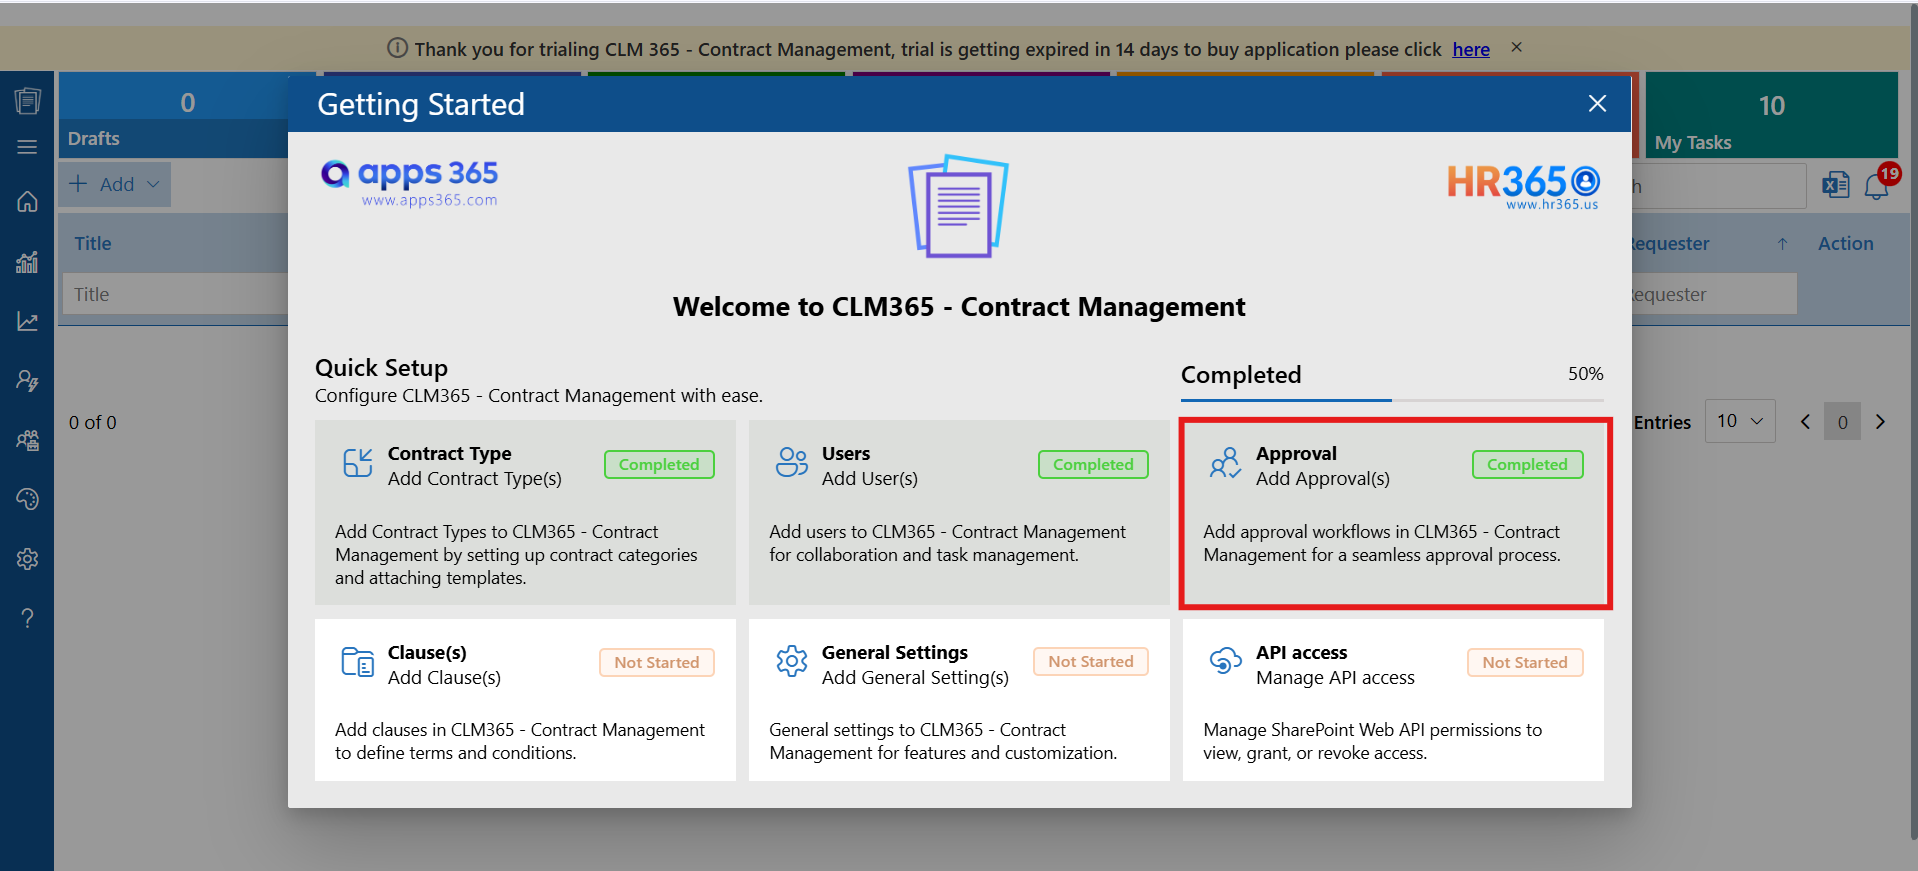 Thank you for trialing CLM 365 - Contract Management, trial is getting expired in 14 days to buy application please click here
0
Drafts
10
My Tasks
Getting Started
Add
19
apps 365
www.apps365.com
HR365
www.hr365.us
Title
Requester
Action
Title
Requester
Welcome to CLM365 - Contract Management
Quick Setup
Configure CLM365 - Contract Management with ease.
Completed
50%
0 of 0
Entries
10
0
Contract Type
Add Contract Type(s)
Completed
Add Contract Types to CLM365 - Contract
Management by setting up contract categories
and attaching templates.
Users
Add User(s)
Completed
Add users to CLM365 - Contract Management
for collaboration and task management.
Approval
Add Approval(s)
Completed
Add approval workflows in CLM365 - Contract
Management for a seamless approval process.
Clause(s)
Add Clause(s)
Not Started
Add clauses in CLM365 - Contract Management
to define terms and conditions.
General Settings
Add General Setting(s)
Not Started
General settings to CLM365 - Contract
Management for features and customization.
API access
Manage API access
Not Started
Manage SharePoint Web API permissions to
view, grant, or revoke access.